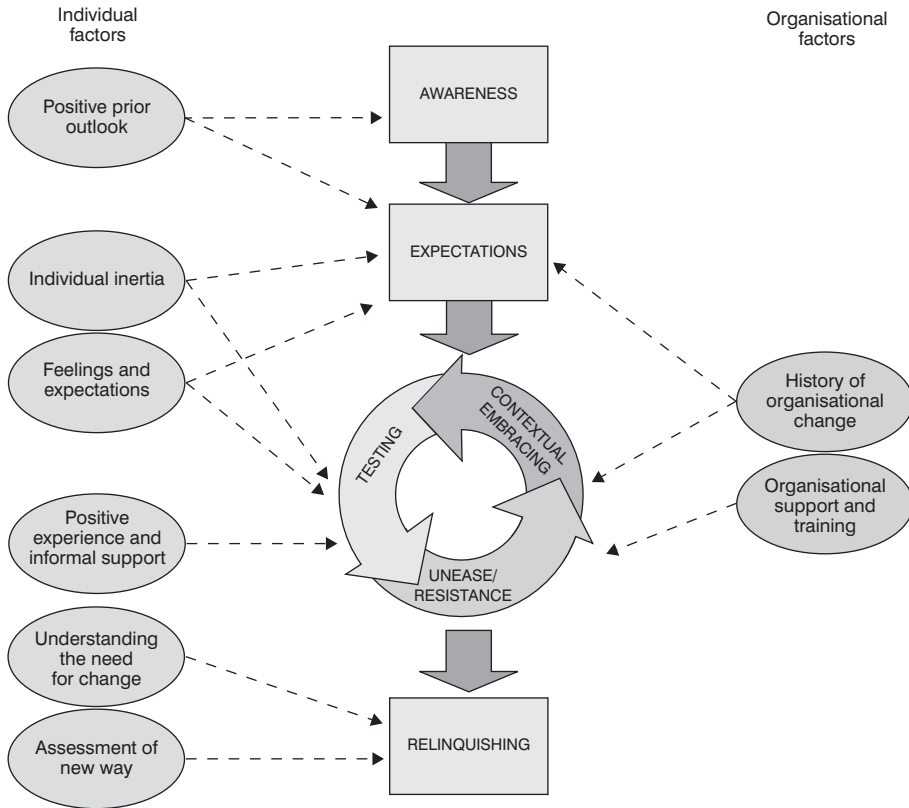 Individual
factors
Organisational
factors
Positive prior
outlook
AWARENESS
Individual inertia
EXPECTATIONS
Feelings and
expectations
History of
organisational
change
TESTING
CONTEXTUAL
EMBRACING
Organisational
support and
training
Positive
experience and
informal support
UNEASE/
RESISTANCE
Understanding
the need
for change
Assessment of
new way
RELINQUISHING